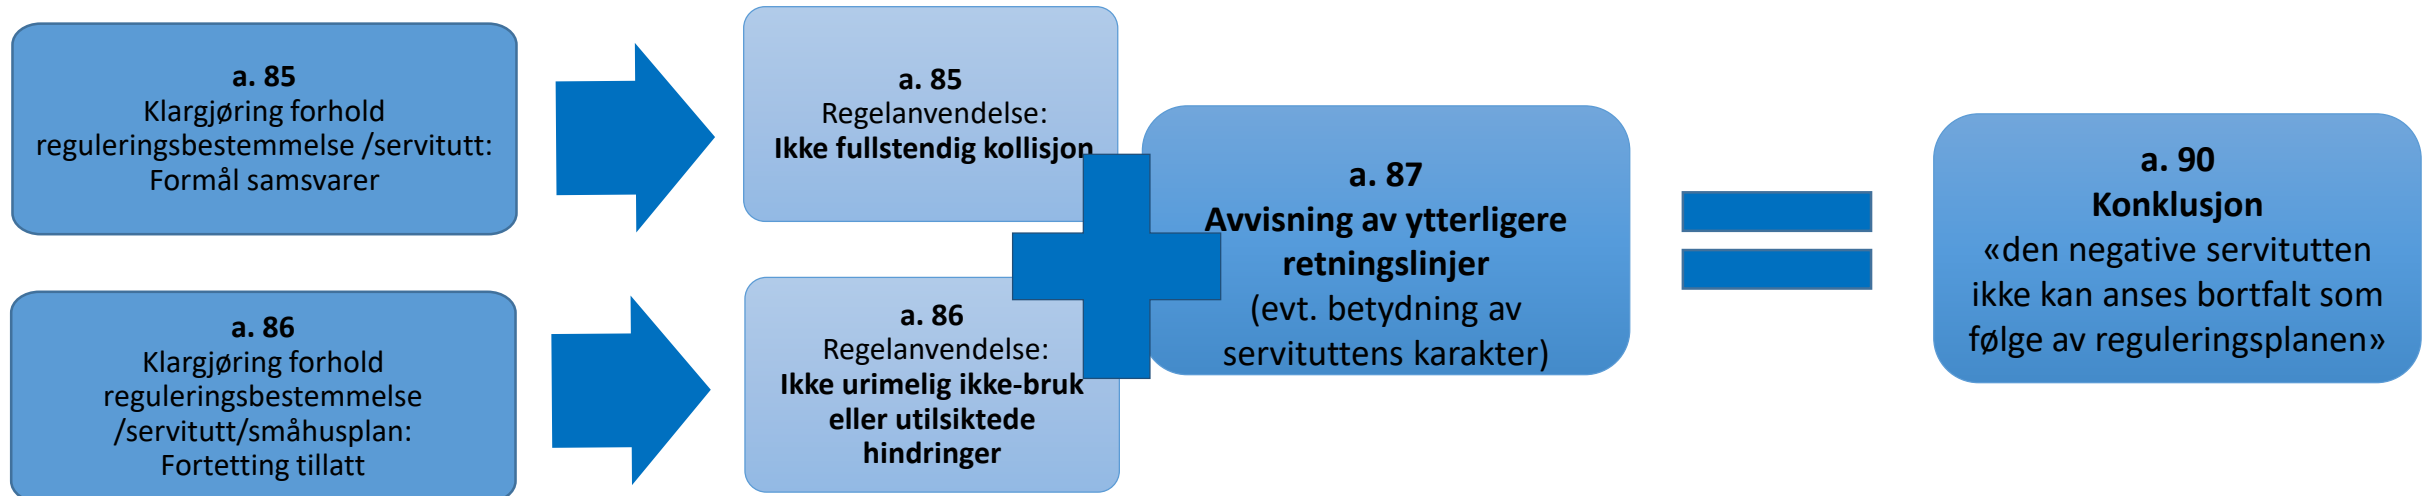 a. 85
Klargjøring forhold
reguleringsbestemmelse /servitutt:
Formål samsvarer
a. 85
Regelanvendelse:
Ikke fullstendig kollisjon
a. 86
Klargjøring forhold
reguleringsbestemmelse
/servitutt/småhusplan:
Fortetting tillatt
a. 86
Regelanvendelse:
Ikke urimelig ikke-bruk
eller utilsiktede
hindringer
a. 87
Avvisning av ytterligere
retningslinjer
(evt. betydning av
servituttens karakter)
a. 90
Konklusjon
«den negative servitutten
ikke kan anses bortfalt som
følge av reguleringsplanen»